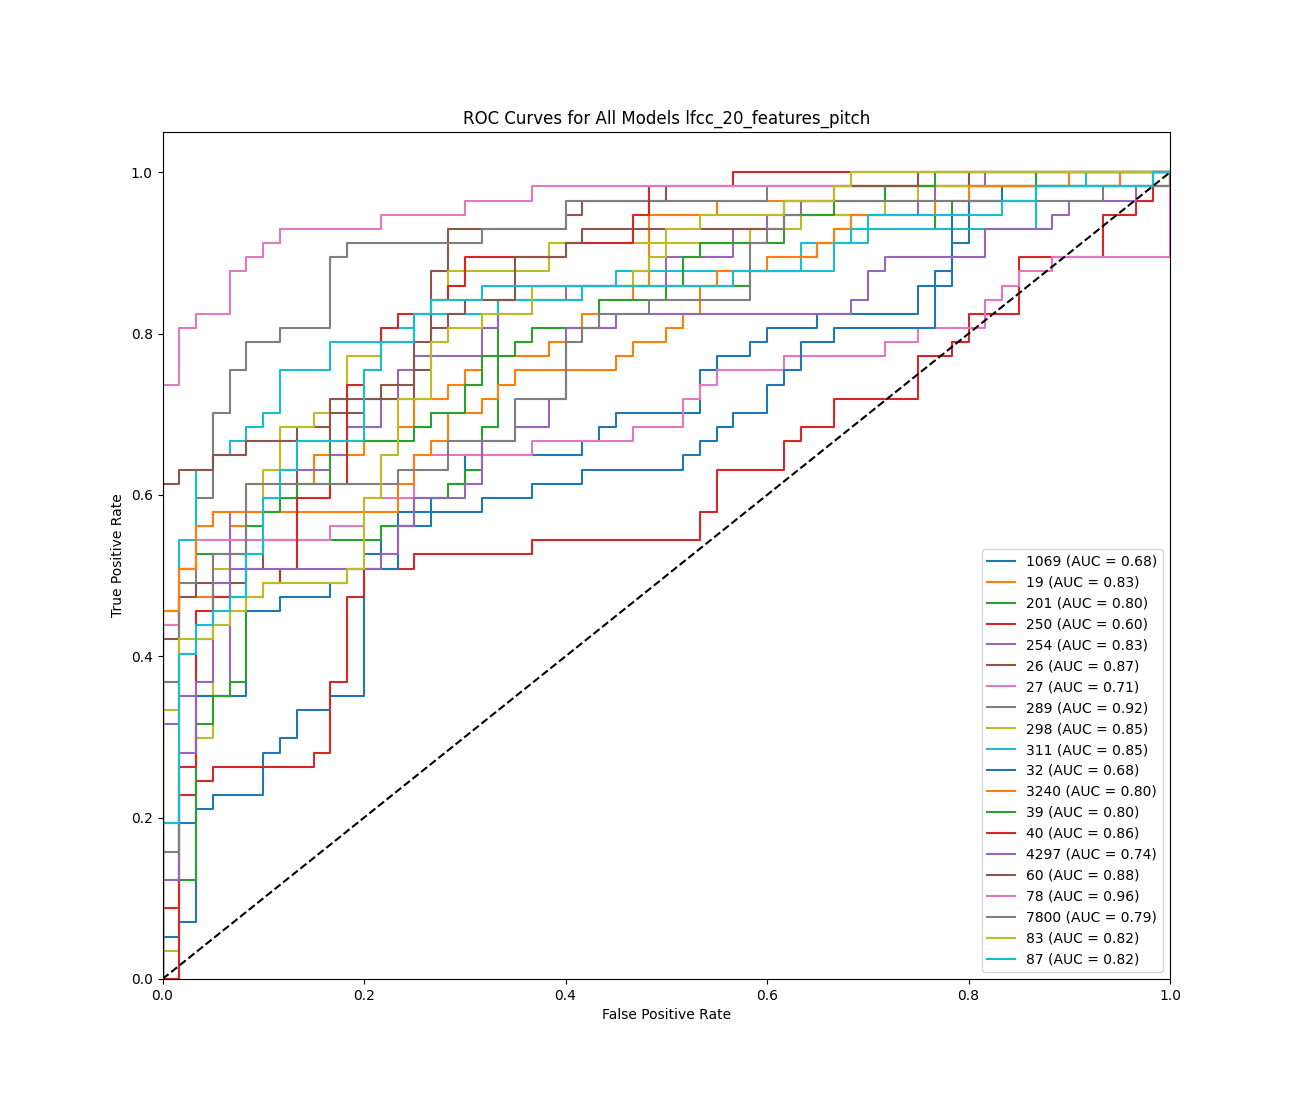 ROC Curves for All Models lfcc_20_features_pitch
1.0
0.8
0.6
0.4
0.2
0.0
True Positive Rate
0.0 0.2 0.4 0.6 0.8 1.0
False Positive Rate
1069 (AUC = 0.68)
19 (AUC = 0.83)
201 (AUC = 0.80)
250 (AUC = 0.60)
254 (AUC = 0.83)
26 (AUC = 0.87)
27 (AUC = 0.71)
289 (AUC = 0.92)
298 (AUC = 0.85)
311 (AUC = 0.85)
32 (AUC = 0.68)
3240 (AUC = 0.80)
39 (AUC = 0.80)
40 (AUC = 0.86)
4297 (AUC = 0.74)
60 (AUC = 0.88)
78 (AUC = 0.96)
7800 (AUC = 0.79)
83 (AUC = 0.82)
87 (AUC = 0.82)